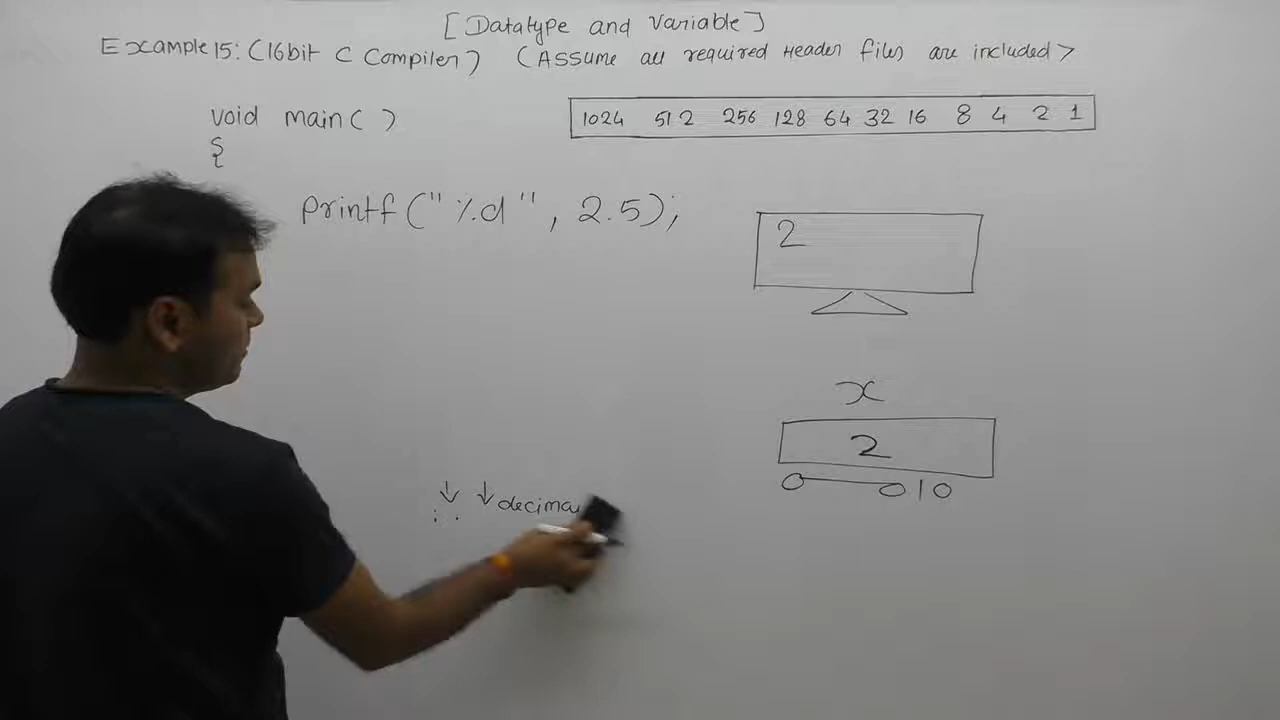 [Datatype and Variable]
Example 15: (16bit C Compiler) (Assume all required Header files are included>
void main( )
{
1024 512 256 128 64 32 16 8 4 2 1
printf("%d", 2.5);
2
x
2
0 010